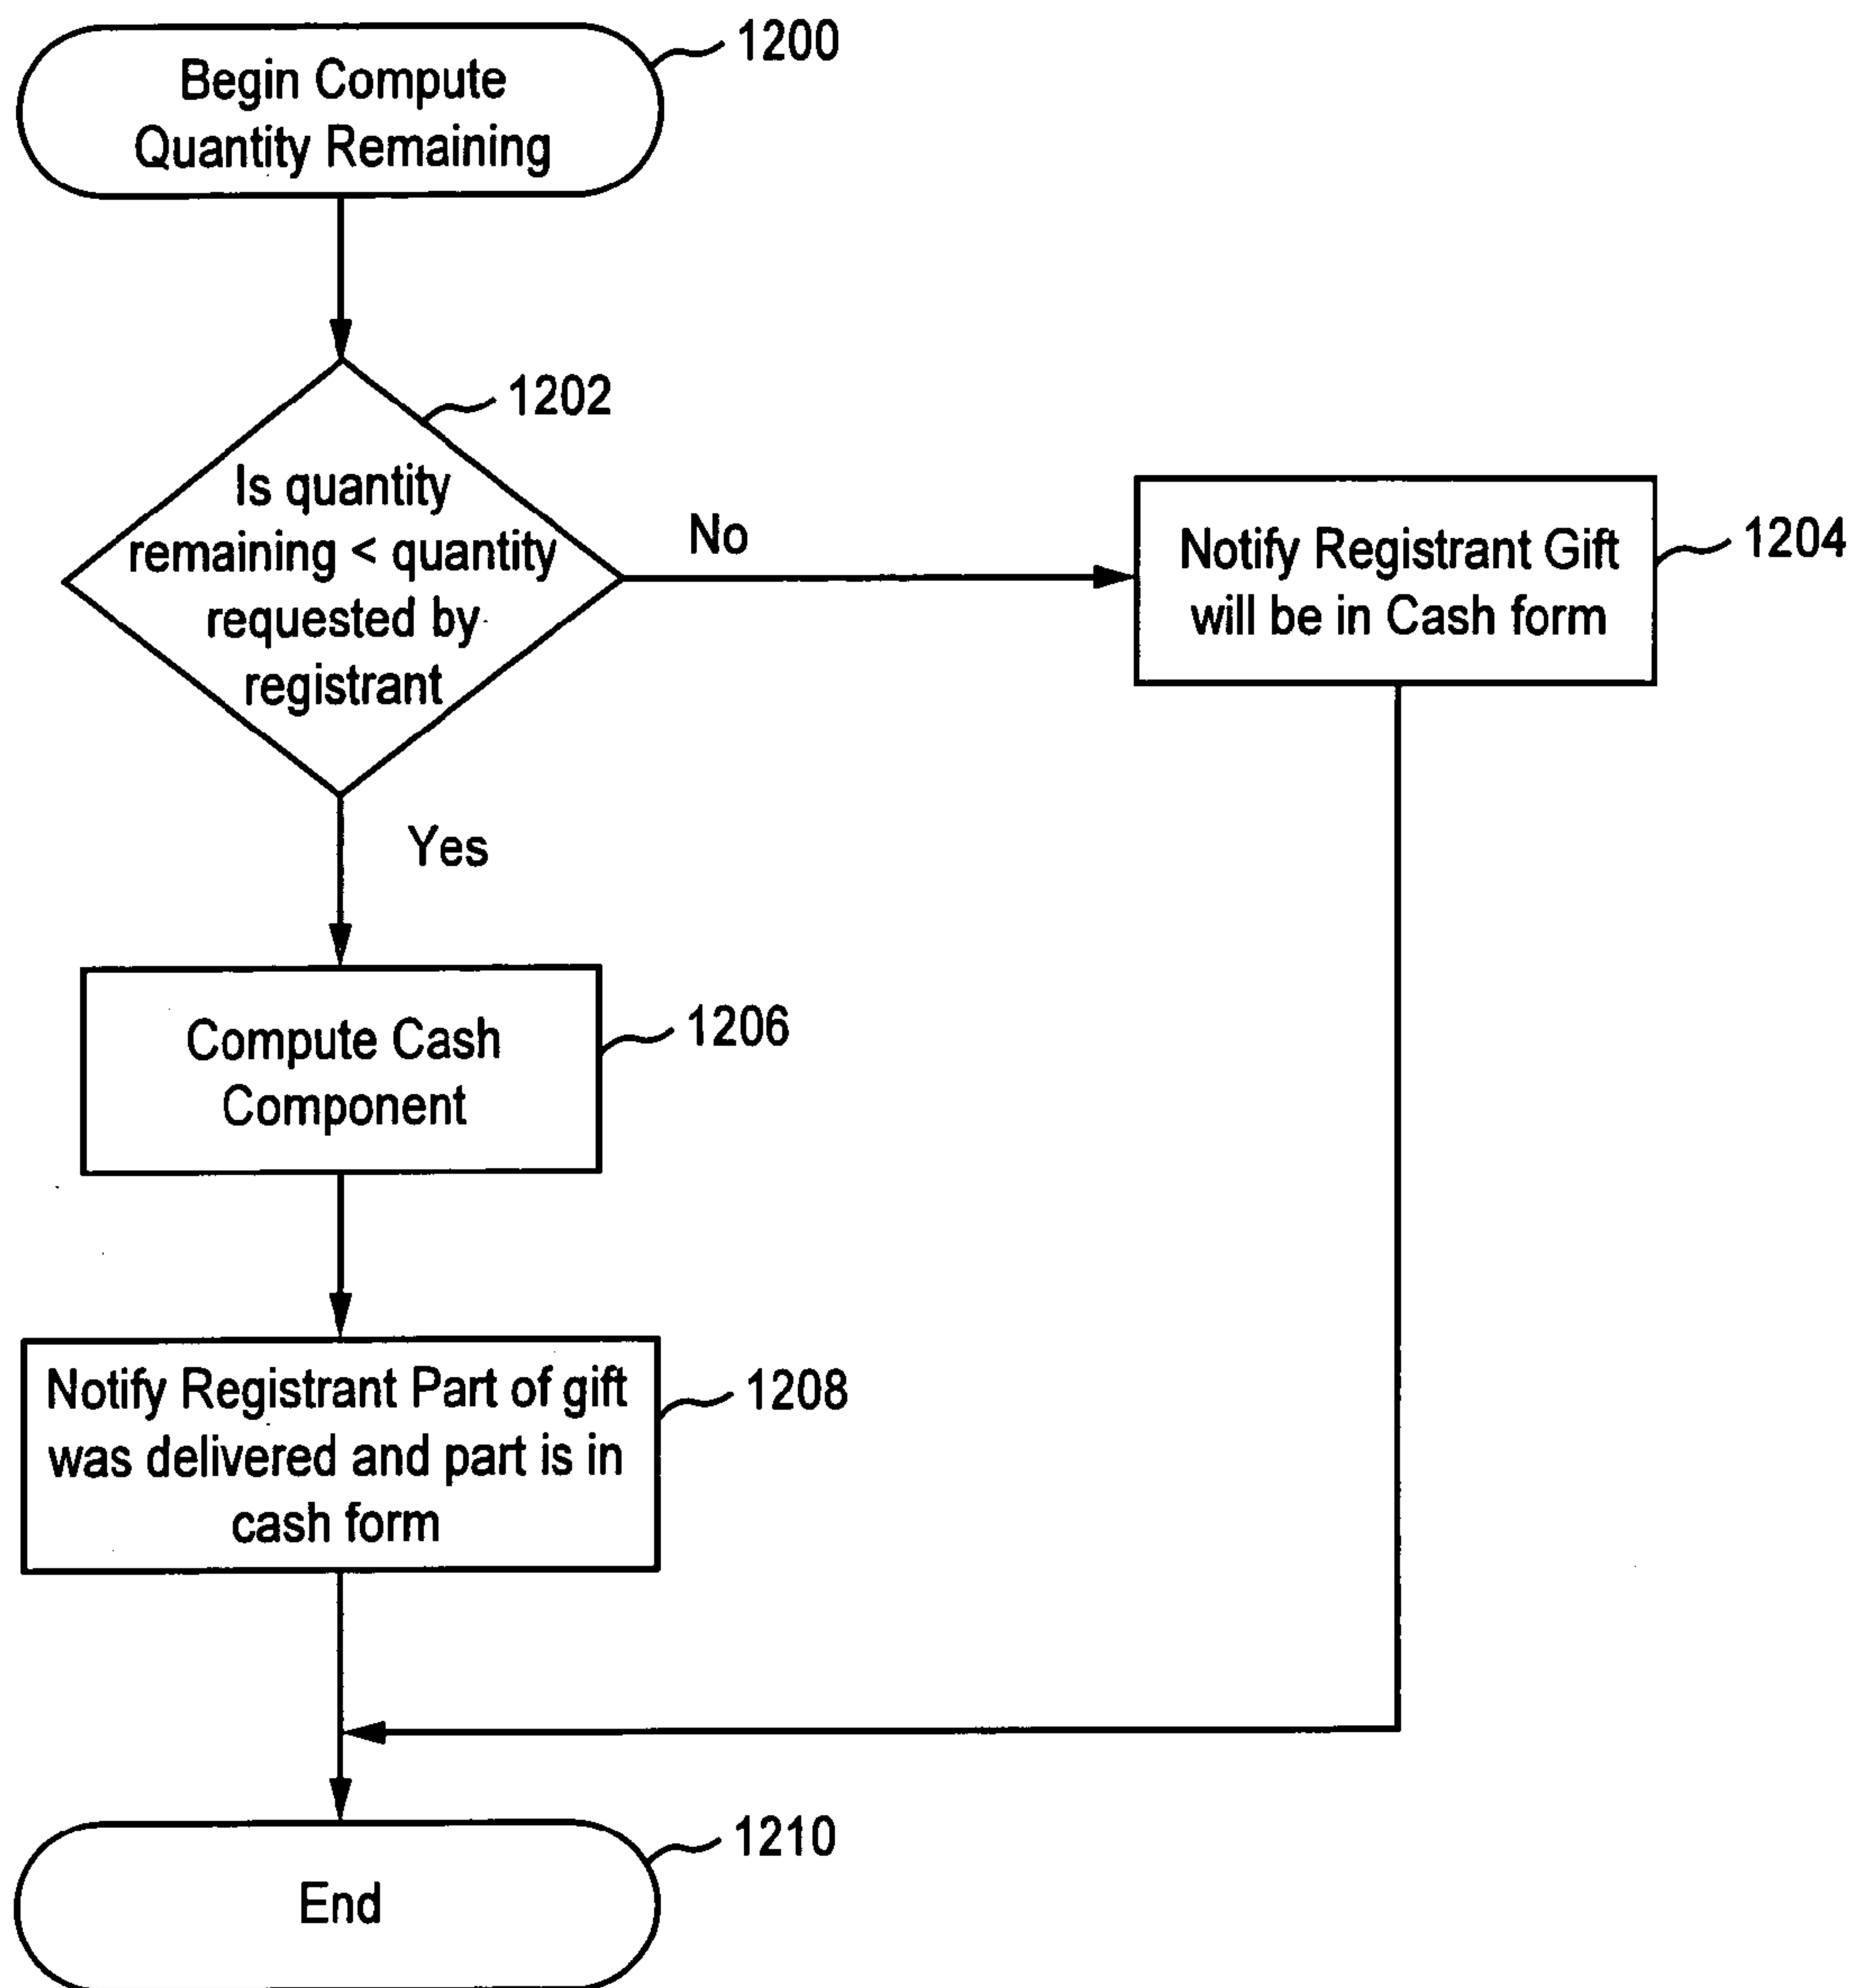 Begin Compute
Quantity Remaining
1200
Is quantity
remaining < quantity
requested by
registrant
1202
No
Notify Registrant Gift
will be in Cash form
1204
Yes
Compute Cash
Component
1206
Notify Registrant Part of gift
was delivered and part is in
cash form
1208
End
1210